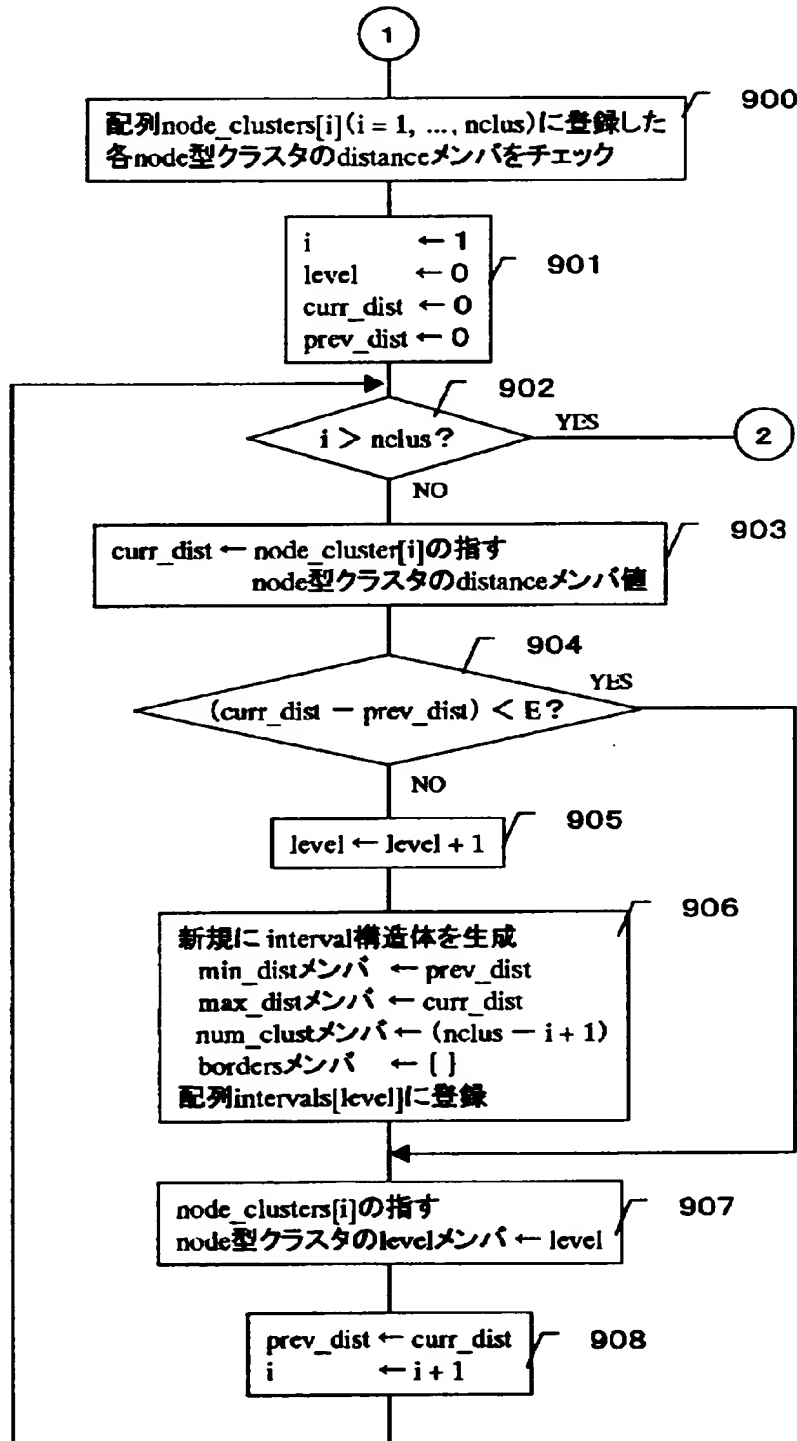 1
900
配列node_clusters[i](i = 1, ..., nclus)に登録した
各node型クラスタのdistanceメンバをチェック
i ← 1
level ← 0
curr_dist ← 0
prev_dist ← 0
901
902
i > nclus?
YES
2
NO
903
curr_dist ← node_cluster[i]の指す
node型クラスタのdistanceメンバ値
904
YES
(curr_dist − prev_dist) < E?
NO
905
level ← level + 1
906
新規に interval構造体を生成
min_distメンバ ← prev_dist
max_distメンバ ← curr_dist
num_clustメンバ ← (nclus − i + 1)
bordersメンバ ← { }
配列intervals[level]に登録
907
node_clusters[i]の指す
node型クラスタのlevelメンバ ← level
908
prev_dist ← curr_dist
i ← i + 1